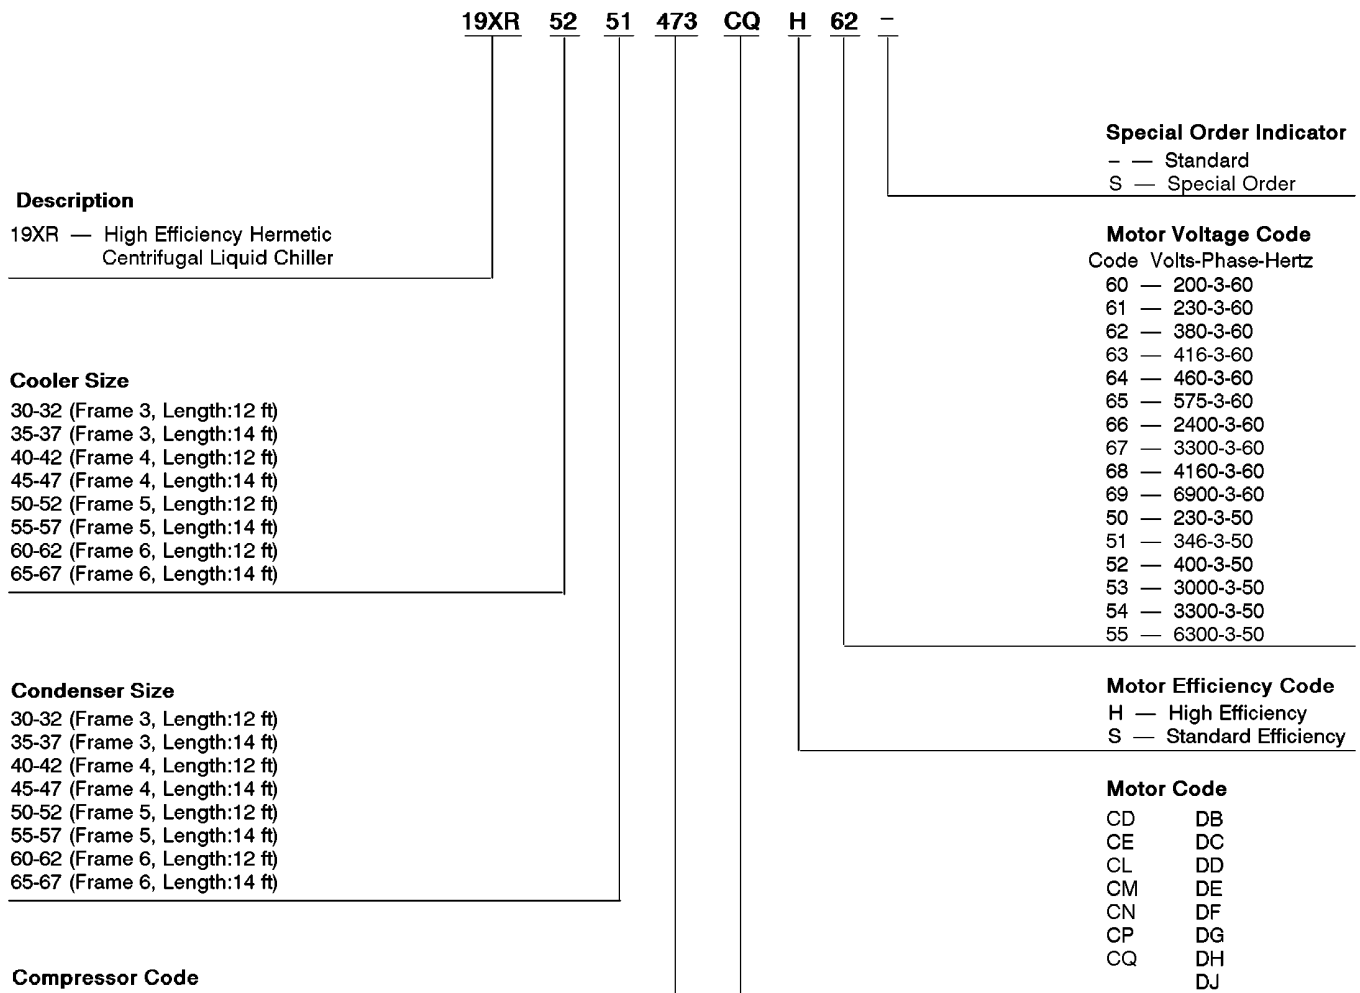 19XR 52 51 473 CQ H 62 –
Special Order Indicator
– — Standard
S — Special Order
Description
19XR — High Efficiency Hermetic
Centrifugal Liquid Chiller
Motor Voltage Code
Code Volts-Phase-Hertz
60 — 200-3-60
61 — 230-3-60
62 — 380-3-60
63 — 416-3-60
64 — 460-3-60
65 — 575-3-60
66 — 2400-3-60
67 — 3300-3-60
68 — 4160-3-60
69 — 6900-3-60
50 — 230-3-50
51 — 346-3-50
52 — 400-3-50
53 — 3000-3-50
54 — 3300-3-50
55 — 6300-3-50
Cooler Size
30-32 (Frame 3, Length:12 ft)
35-37 (Frame 3, Length:14 ft)
40-42 (Frame 4, Length:12 ft)
45-47 (Frame 4, Length:14 ft)
50-52 (Frame 5, Length:12 ft)
55-57 (Frame 5, Length:14 ft)
60-62 (Frame 6, Length:12 ft)
65-67 (Frame 6, Length:14 ft)
Motor Efficiency Code
H — High Efficiency
S — Standard Efficiency
Condenser Size
30-32 (Frame 3, Length:12 ft)
35-37 (Frame 3, Length:14 ft)
40-42 (Frame 4, Length:12 ft)
45-47 (Frame 4, Length:14 ft)
50-52 (Frame 5, Length:12 ft)
55-57 (Frame 5, Length:14 ft)
60-62 (Frame 6, Length:12 ft)
65-67 (Frame 6, Length:14 ft)
Motor Code
CD DB
CE DC
CL DD
CM DE
CN DF
CP DG
CQ DH
DJ
Compressor Code